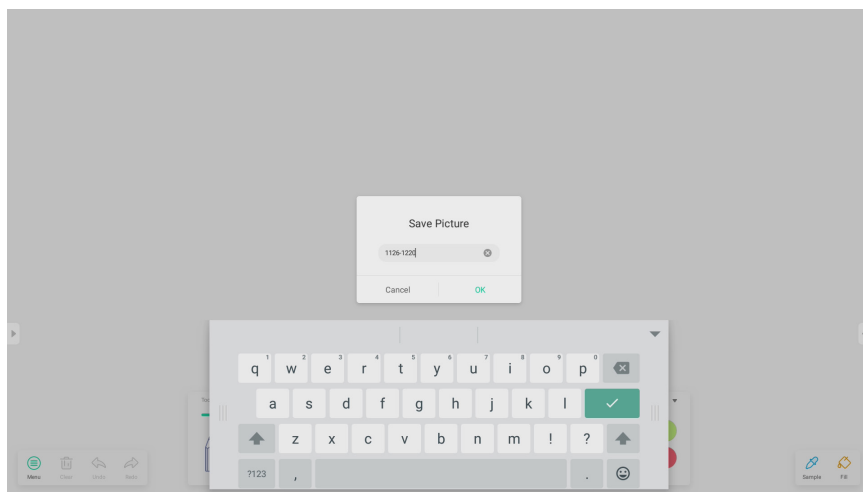 Save Picture
1126-1220
Cancel OK
1 2 3 4 5 6 7 8 9 0
q w e r t y u i o p
a s d f g h j k l
z x c v b n m ! ?
?123 , .
Menu Clear Undo Redo
Sample Fill